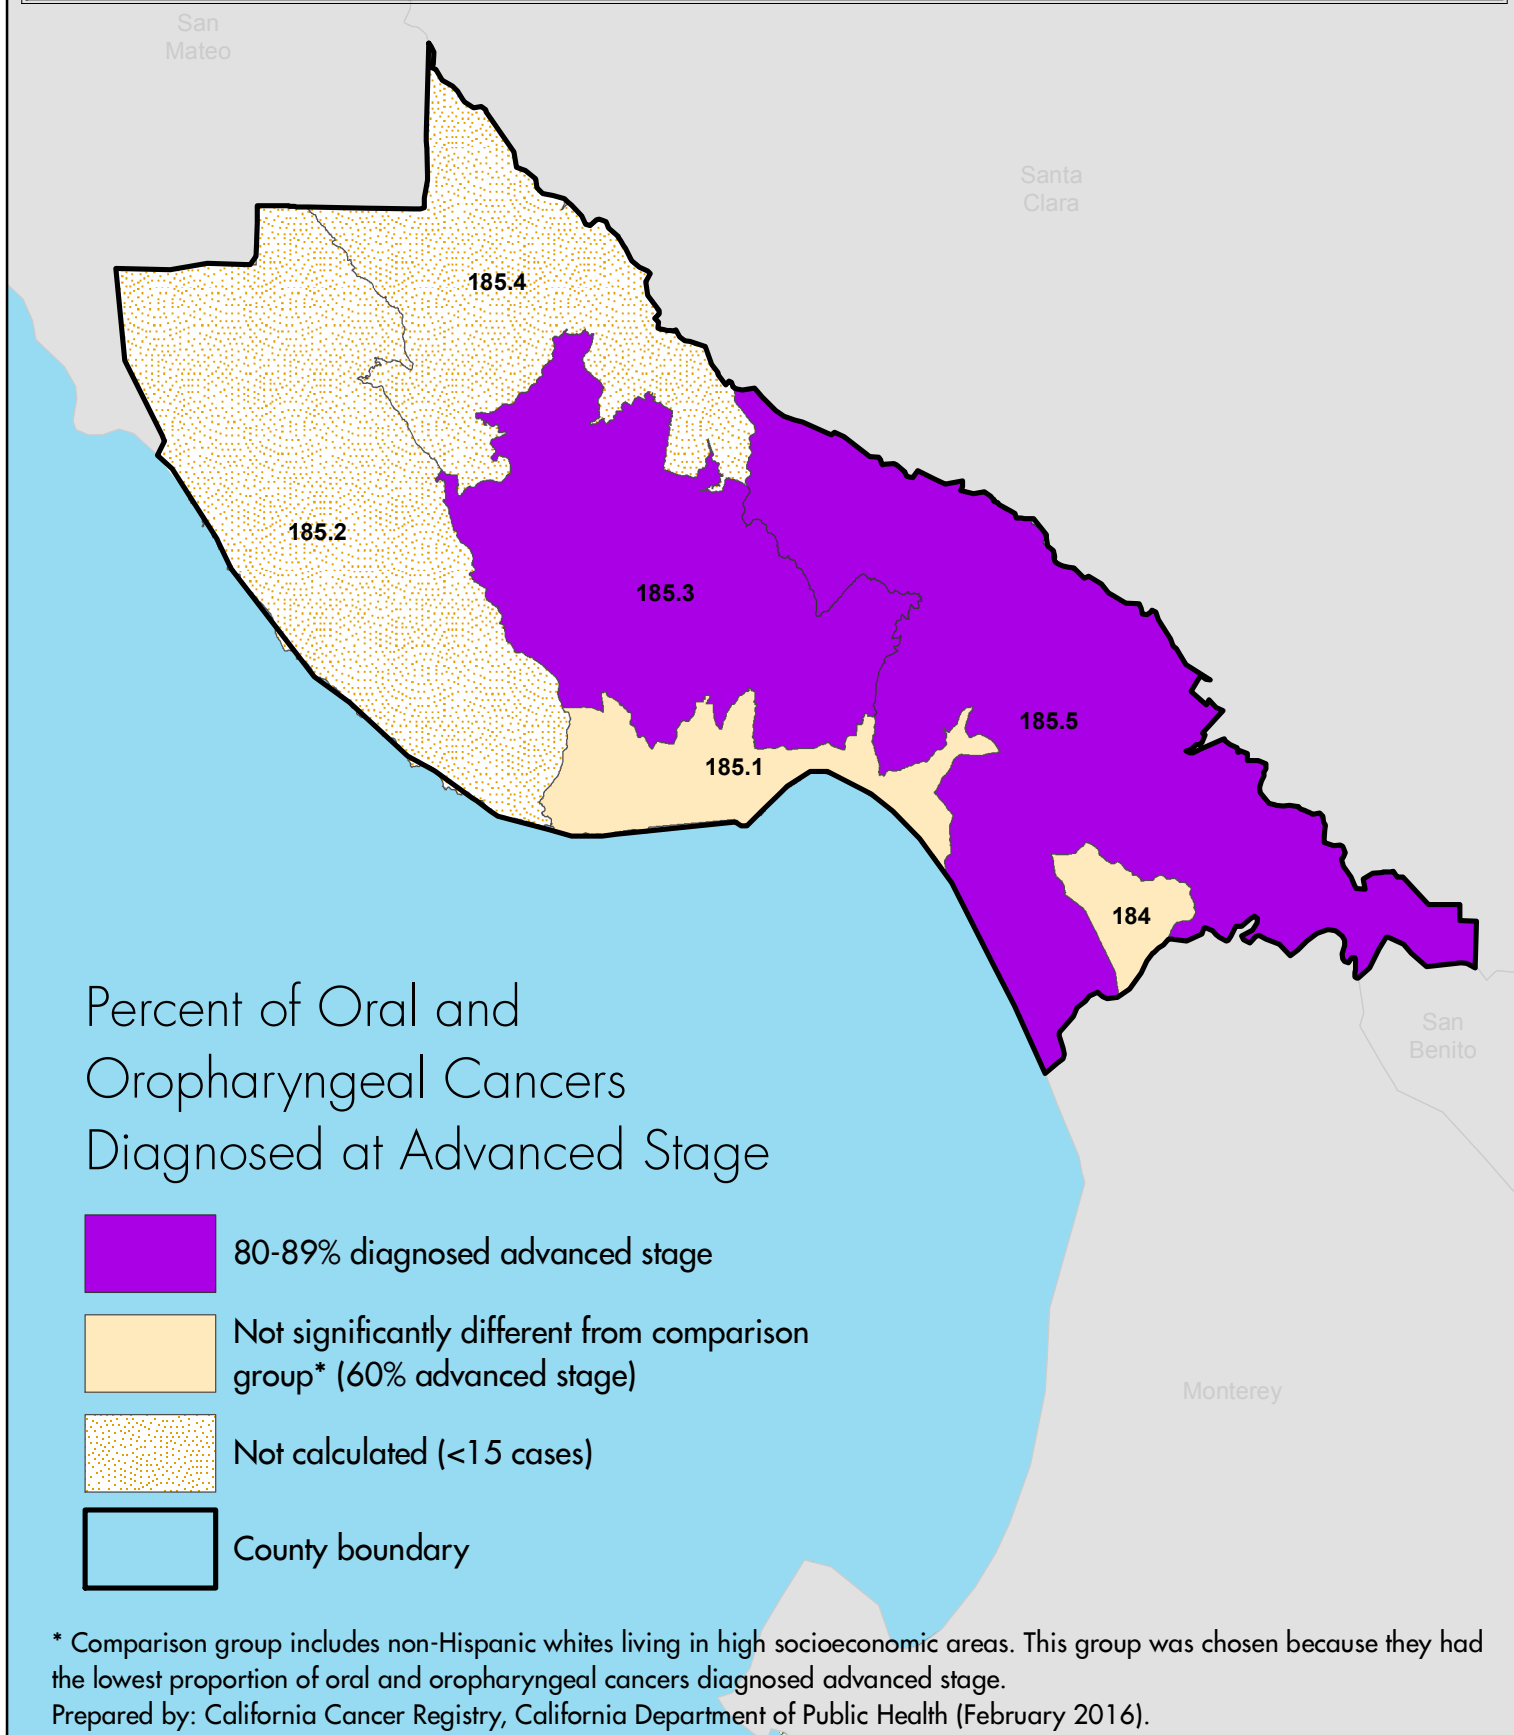 San
Mateo
Santa
Clara
185.4
185.2
185.3
185.5
185.1
184
Percent of Oral and
Oropharyngeal Cancers
Diagnosed at Advanced Stage
San
Benito
80-89% diagnosed advanced stage
Not significantly different from comparison
group* (60% advanced stage)
Monterey
Not calculated (<15 cases)
County boundary
* Comparison group includes non-Hispanic whites living in high socioeconomic areas. This group was chosen because they had
the lowest proportion of oral and oropharyngeal cancers diagnosed advanced stage.
Prepared by: California Cancer Registry, California Department of Public Health (February 2016).